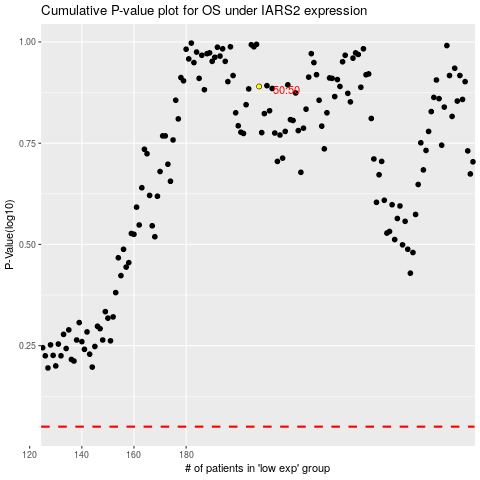 Cumulative P-value plot for OS under IARS2 expression
P-Value(log10)
1.00
0.75
0.50
0.25
50:50
120 140 160 180
# of patients in 'low exp' group